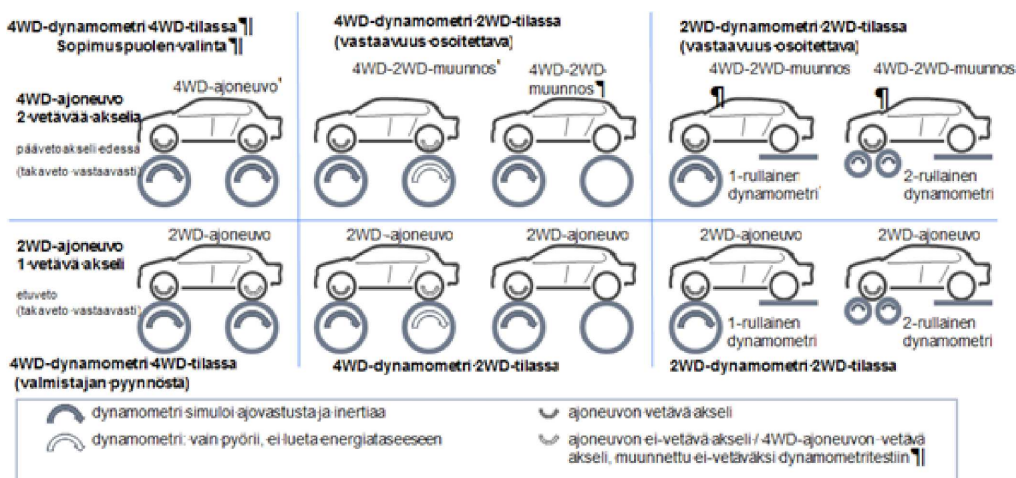 4WD-dynamometri 4WD-tilassa ¶
Sopimuspuolen valinta ¶
4WD-dynamometri 2WD-tilassa
(vastaavuus osoitettava)
2WD-dynamometri 2WD-tilassa
(vastaavuus osoitettava)
4WD-ajoneuvo
2 vetävää akselia
pääveto akseli edessä
(takaveto vastaavasti)
4WD-ajoneuvo
4WD-2WD-muunnos
4WD-2WD-
muunnos ¶
4WD-2WD-muunnos
¶
4WD-2WD-muunnos
¶
1-rullainen
dynamometri
2-rullainen
dynamometri
2WD-ajoneuvo
1 vetävä akseli
etuveto
(takaveto vastaavasti)
2WD-ajoneuvo
2WD-ajoneuvo
2WD-ajoneuvo
2WD-ajoneuvo
2WD-ajoneuvo
1-rullainen
dynamometri
2-rullainen
dynamometri
4WD-dynamometri 4WD-tilassa
(valmistajan pyynnöstä)
4WD-dynamometri 2WD-tilassa
2WD-dynamometri 2WD-tilassa
dynamometri simuloi ajovastusta ja inertiaa
dynamometri: vain pyörii, ei lueta energiataseeseen
ajoneuvon vetävä akseli
ajoneuvon ei-vetävä akseli / 4WD-ajoneuvon vetävä
akseli, muunnettu ei-vetäväksi dynamometritestiin ¶